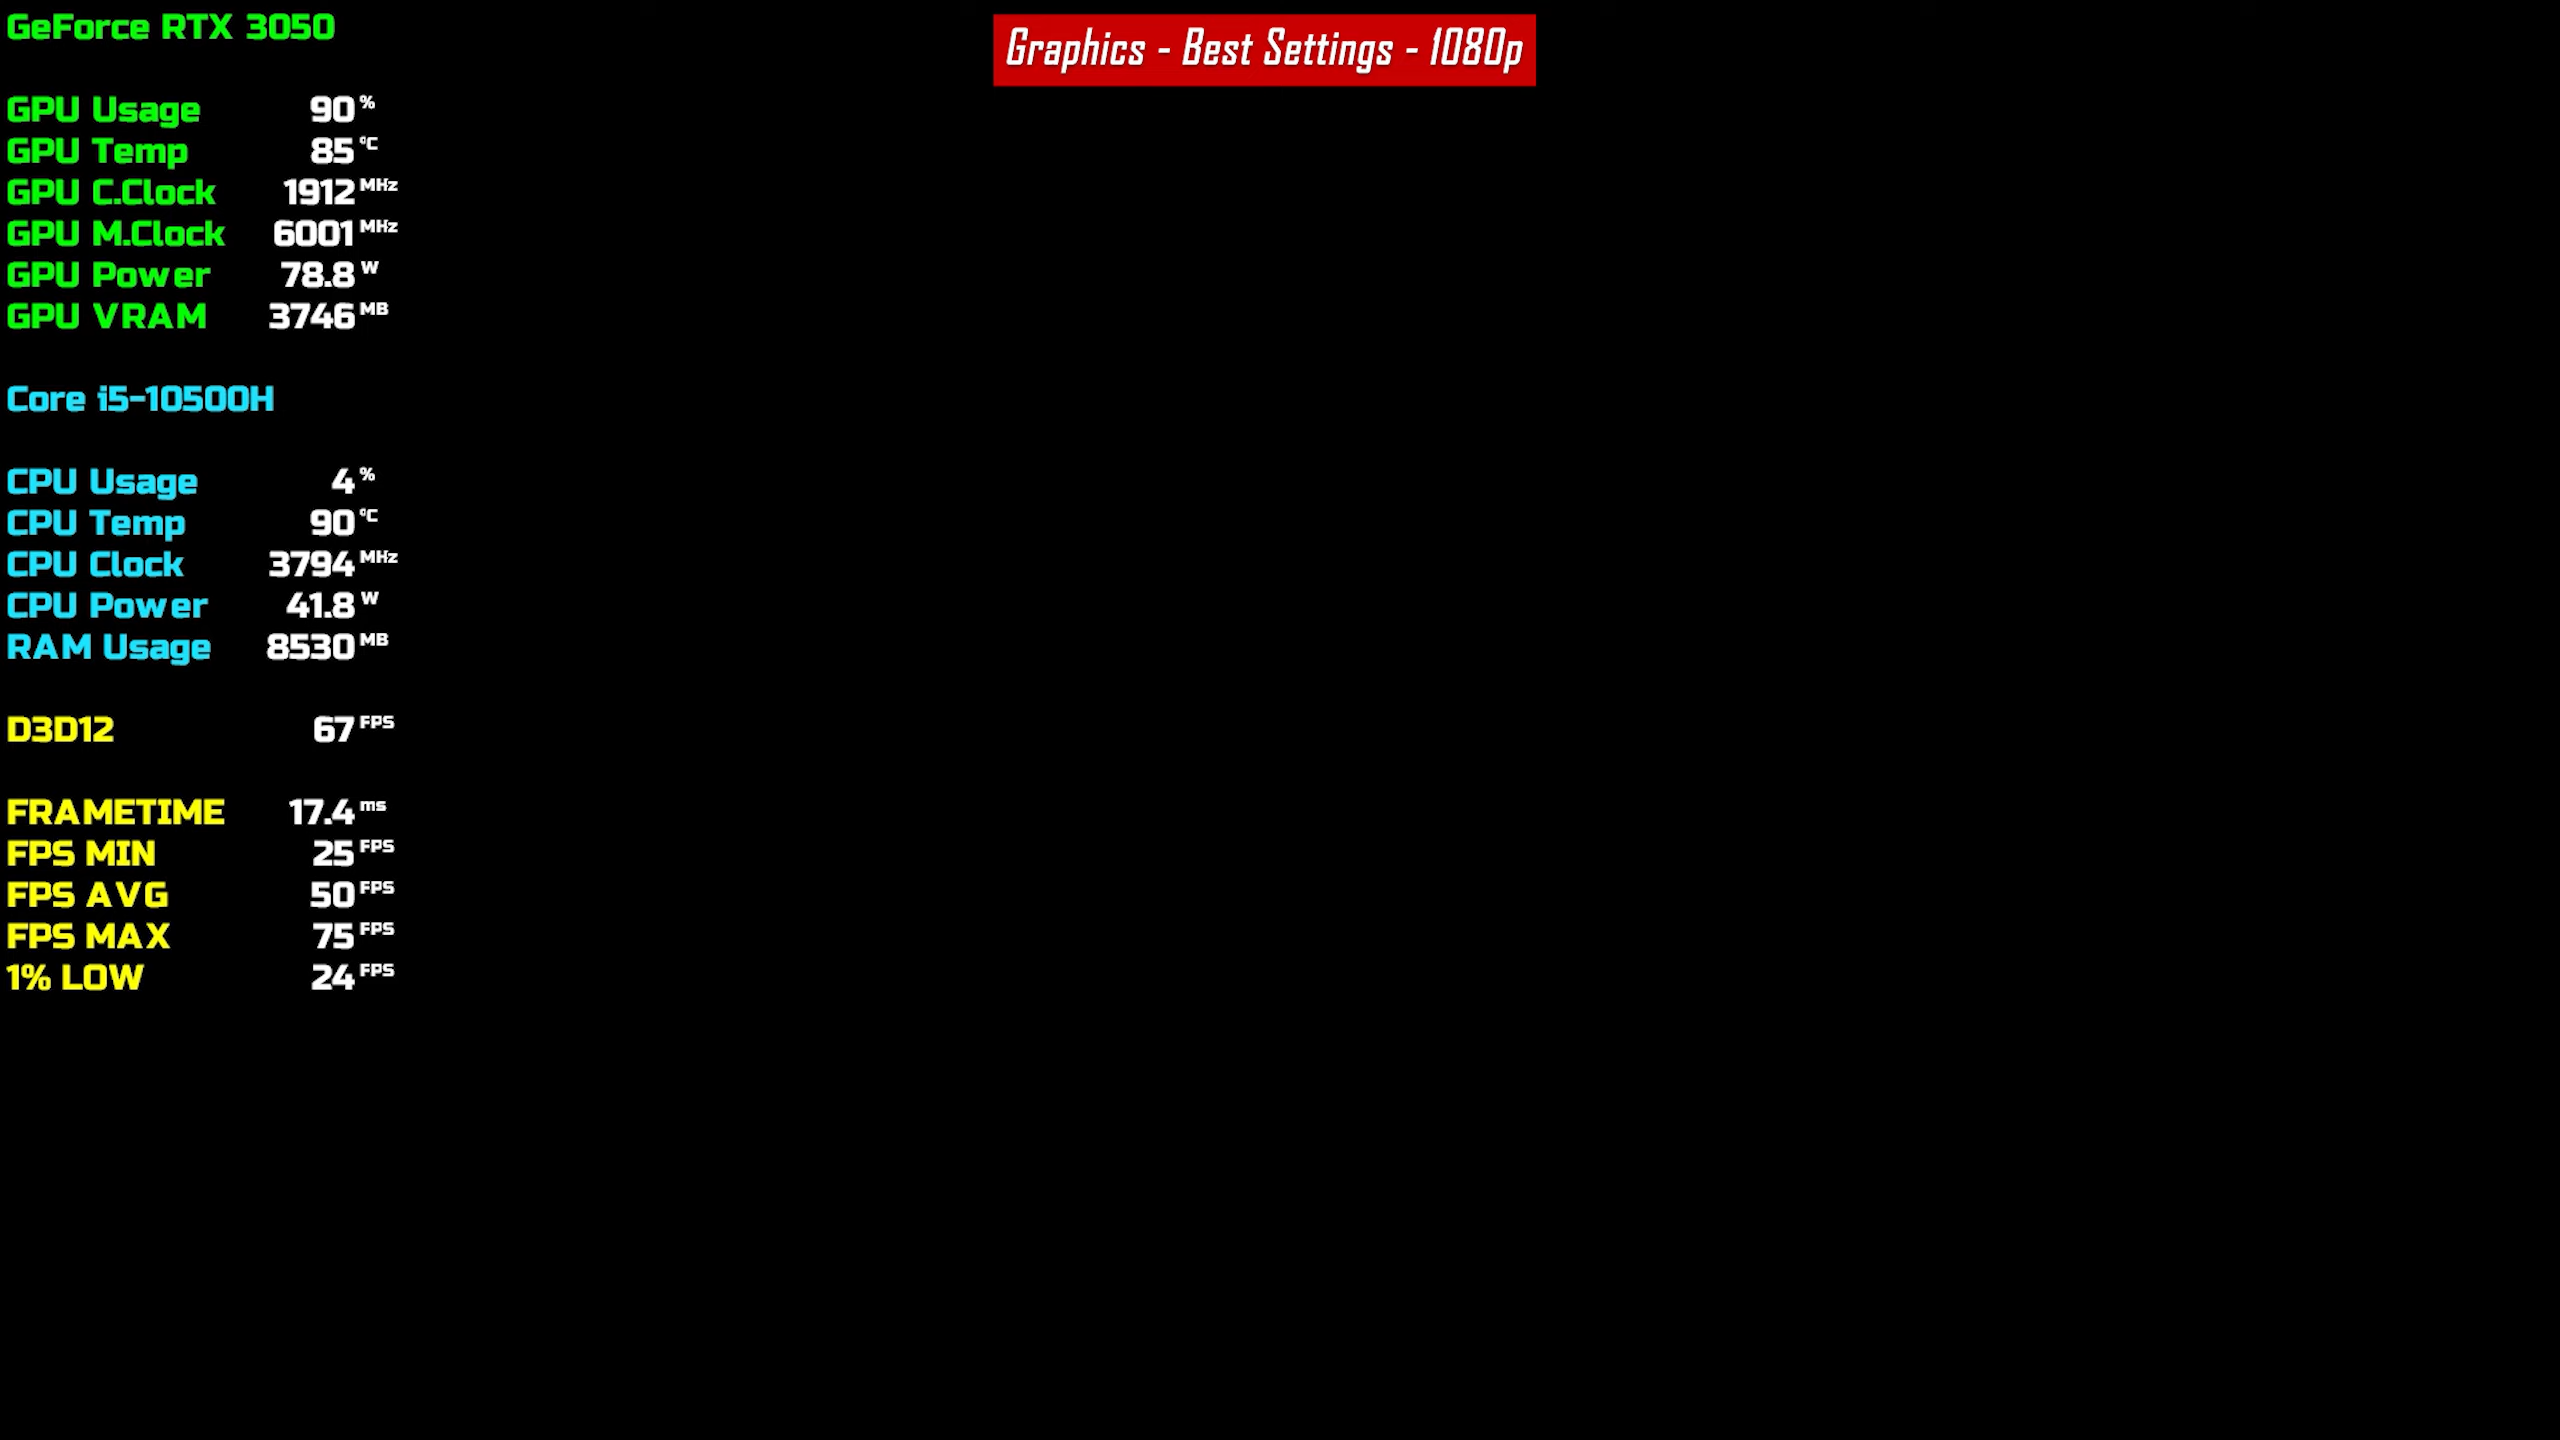 GeForce RTX 3050
Graphics - Best Settings - 1080p
GPU Usage 90 %
GPU Temp 85 °C
GPU C.Clock 1912 MHz
GPU M.Clock 6001 MHz
GPU Power 78.8 W
GPU VRAM 3746 MB
Core i5-10500H
CPU Usage 4 %
CPU Temp 90 °C
CPU Clock 3794 MHz
CPU Power 41.8 W
RAM Usage 8530 MB
D3D12 67 FPS
FRAMETIME 17.4 ms
FPS MIN 25 FPS
FPS AVG 50 FPS
FPS MAX 75 FPS
1% LOW 24 FPS